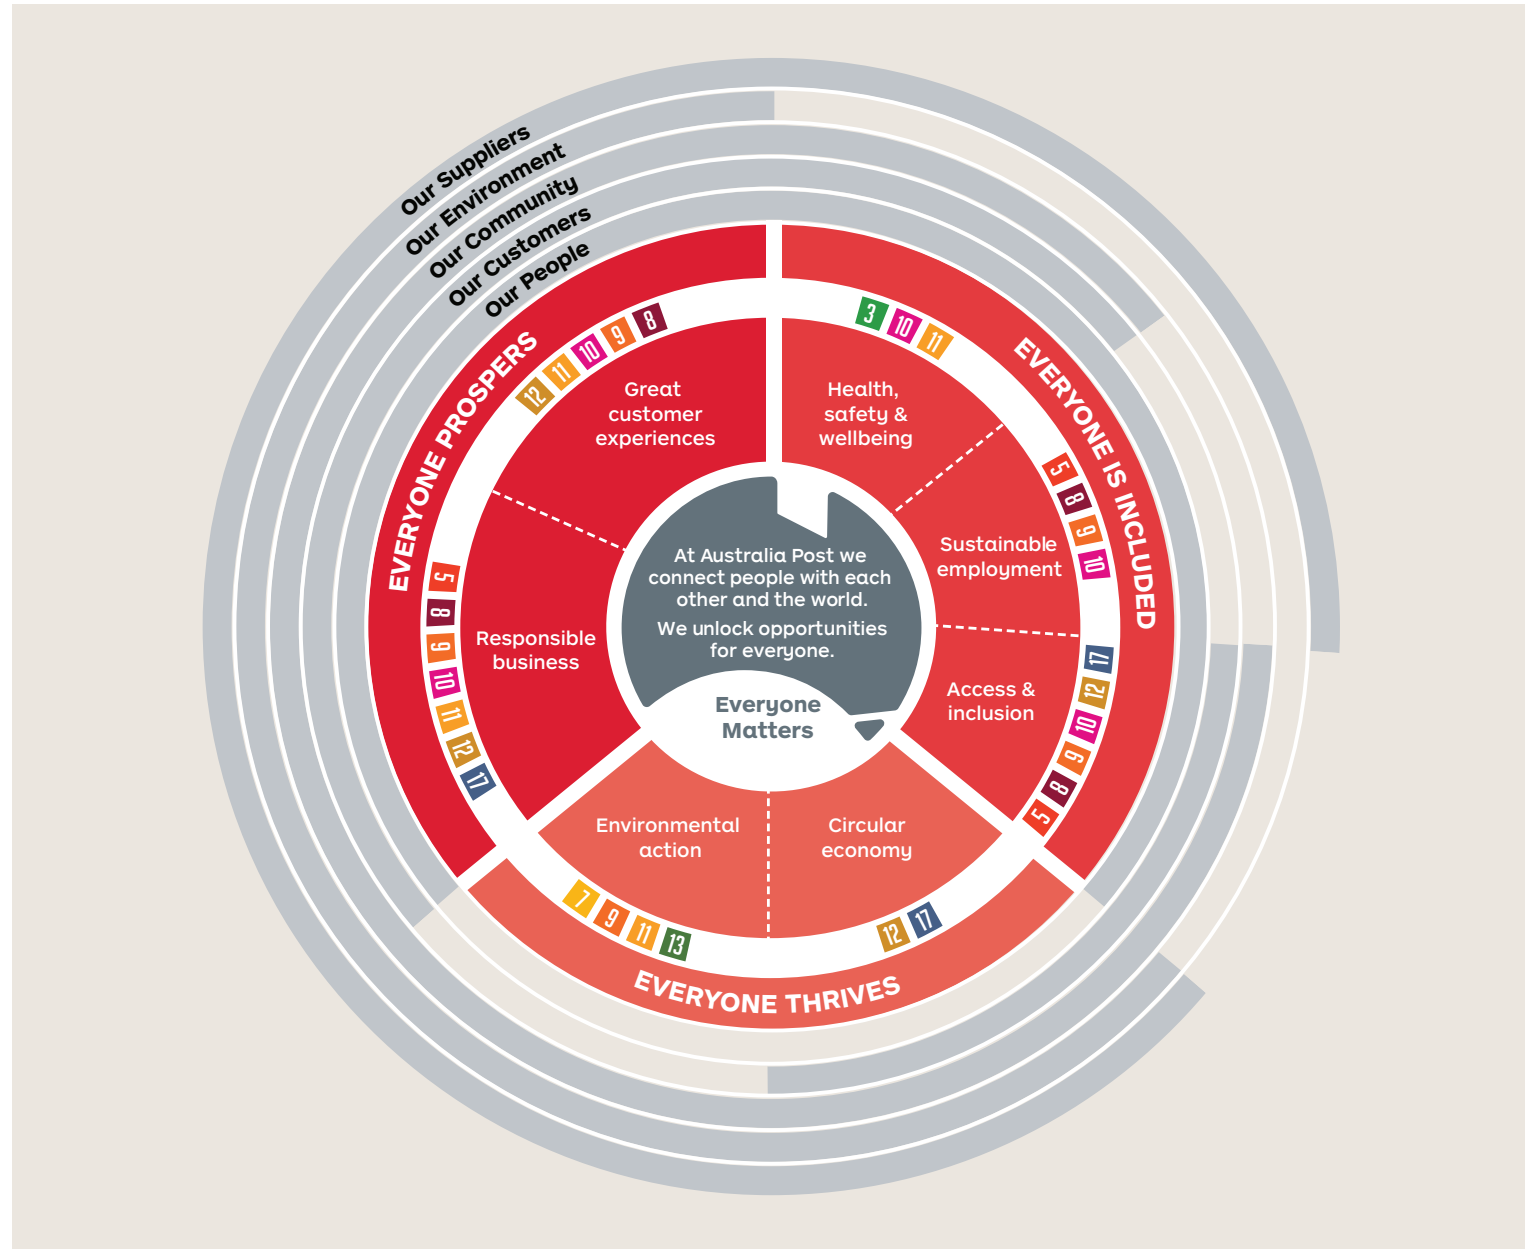 Our Suppliers
Our Environment
Our Community
Our Customers
Our People
EVERYONE PROSPERS
12 11 10 9 8
Great
customer
experiences
5 8 9 10 11 12 17
Responsible
business
EVERYONE IS INCLUDED
3 10 11
Health,
safety &
wellbeing
5 8 9 10
Sustainable
employment
17 12 10 9 8 5
Access &
inclusion
At Australia Post we
connect people with each
other and the world.
We unlock opportunities
for everyone.
Everyone
Matters
Environmental
action
7 9 11 13
Circular
economy
12 17
EVERYONE THRIVES